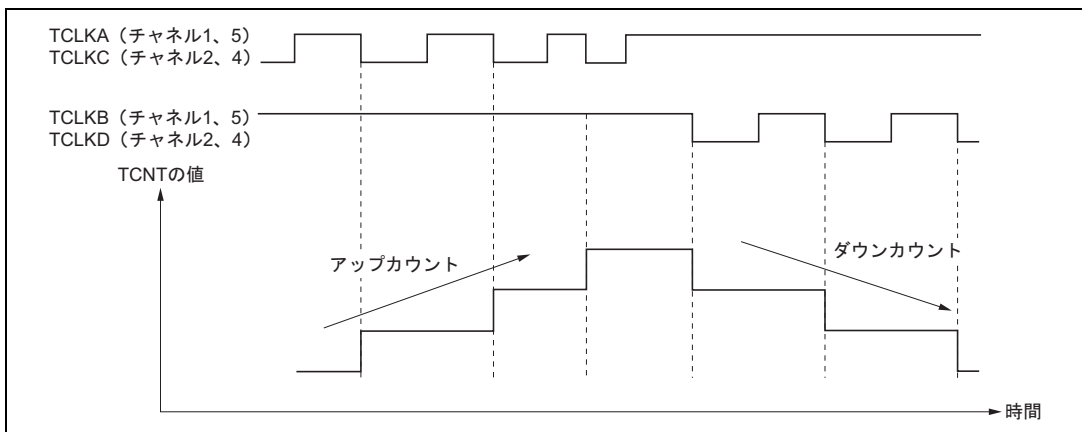 TCLKA（チャネル1、5）
TCLKC（チャネル2、4）
TCLKB（チャネル1、5）
TCLKD（チャネル2、4）
TCNTの値
アップカウント
ダウンカウント
時間